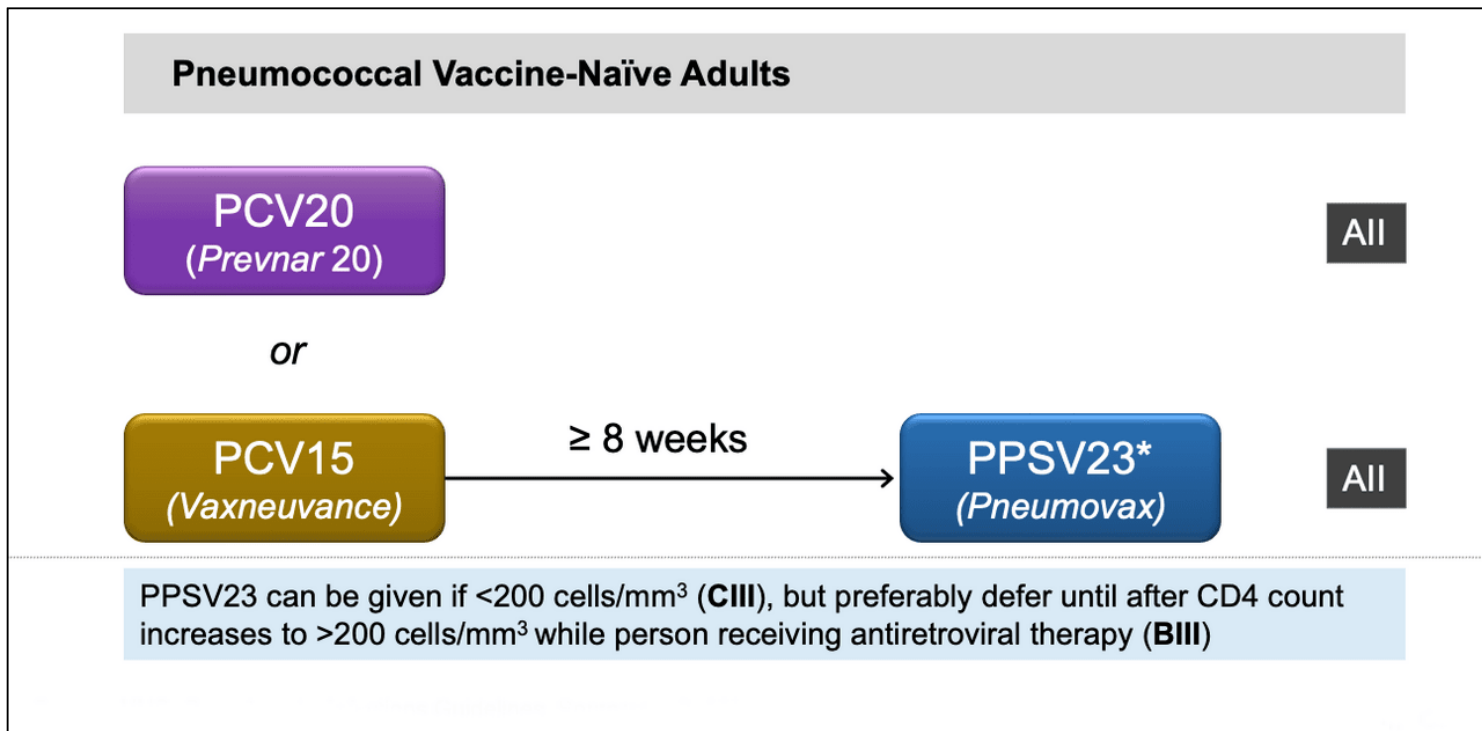 Pneumococcal Vaccine-Naïve Adults
PCV20
(Prevnar 20)
AII
or
PCV15
(Vaxneuvance)
≥ 8 weeks
PPSV23*
(Pneumovax)
AII
PPSV23 can be given if <200 cells/mm³ (CIII), but preferably defer until after CD4 count
increases to >200 cells/mm³ while person receiving antiretroviral therapy (BIII)